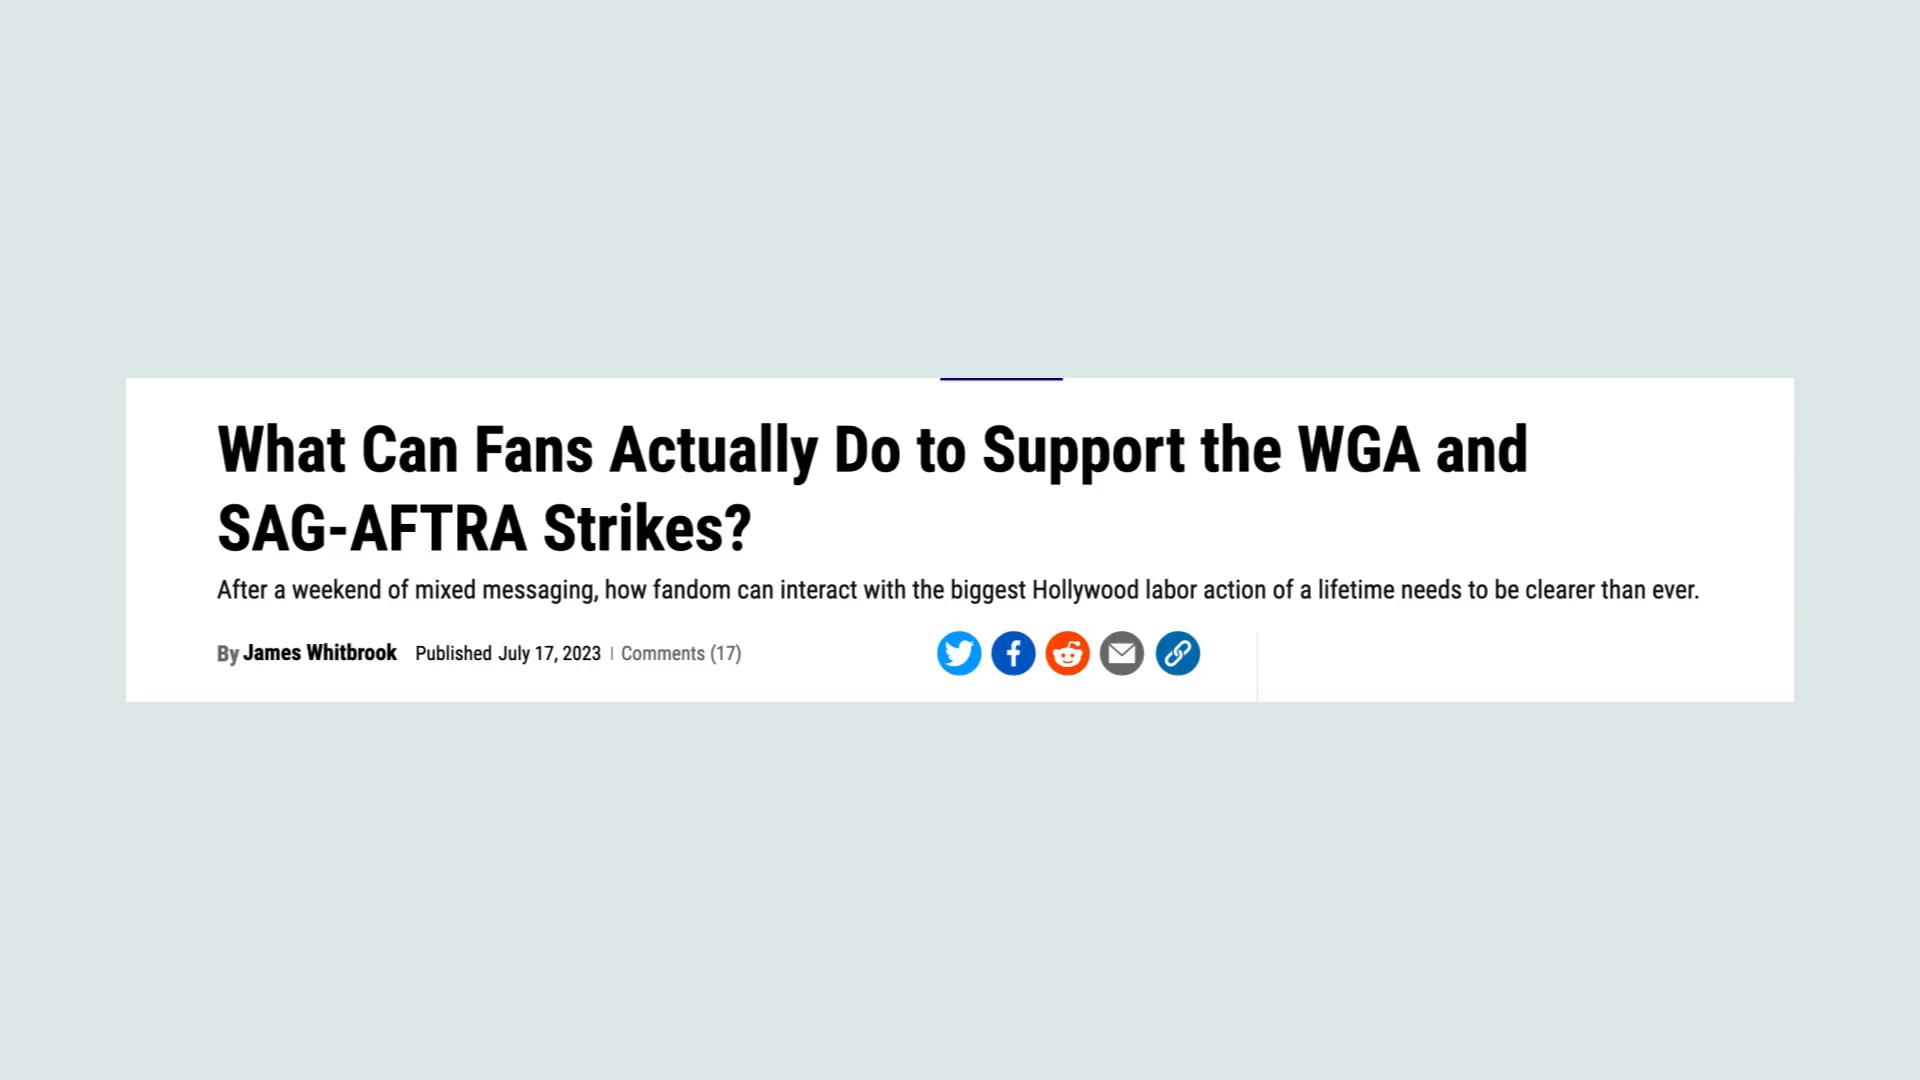 What Can Fans Actually Do to Support the WGA and
SAG-AFTRA Strikes?
After a weekend of mixed messaging, how fandom can interact with the biggest Hollywood labor action of a lifetime needs to be clearer than ever.
By James Whitbrook Published July 17, 2023 | Comments (17)